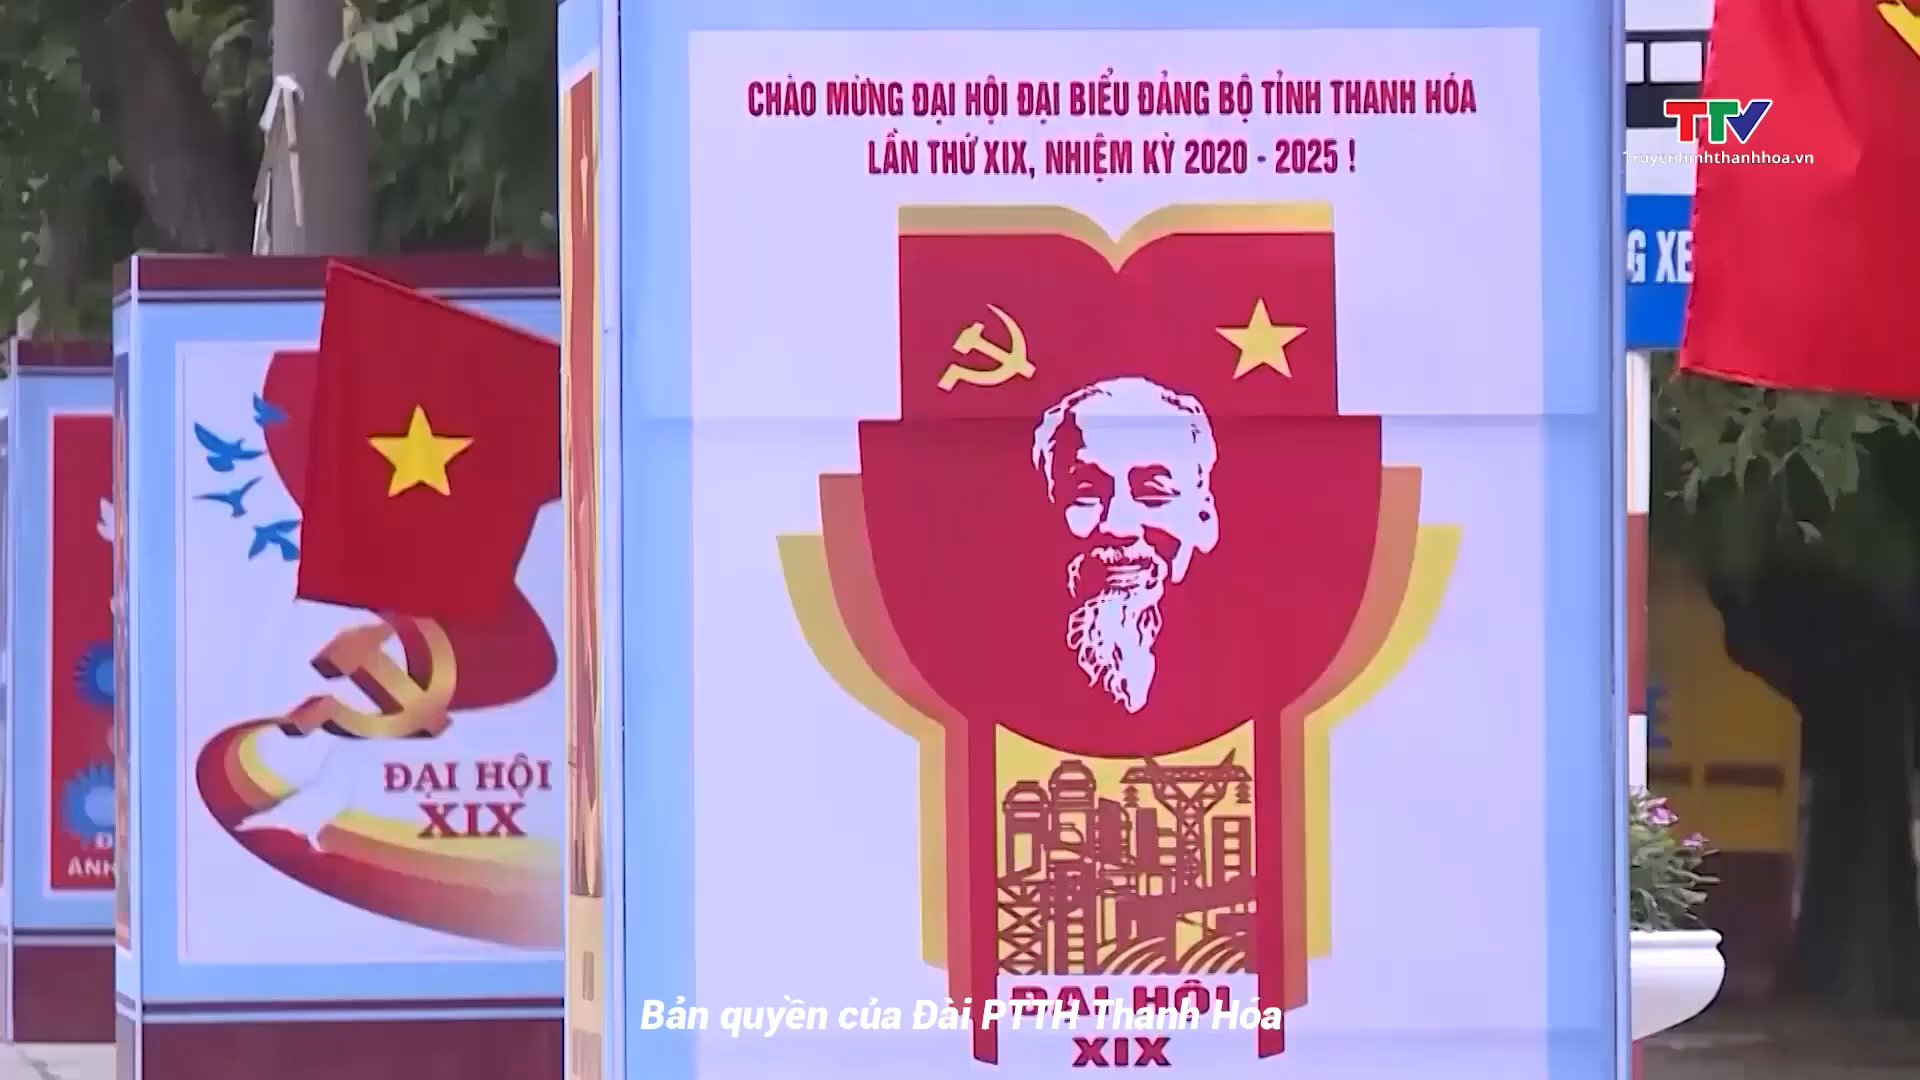 CHÀO MỪNG ĐẠI HỘI ĐẠI BIỂU ĐẢNG BỘ TỈNH THANH HÓA
LẦN THỨ XIX, NHIỆM KỲ 2020 - 2025 !
TTV
Truyenhinhthanhhoa.vn
XE
ĐẠI HỘI
XIX
ĐẠI HỘI
XIX
Bản quyền của Đài PTTH Thanh Hóa